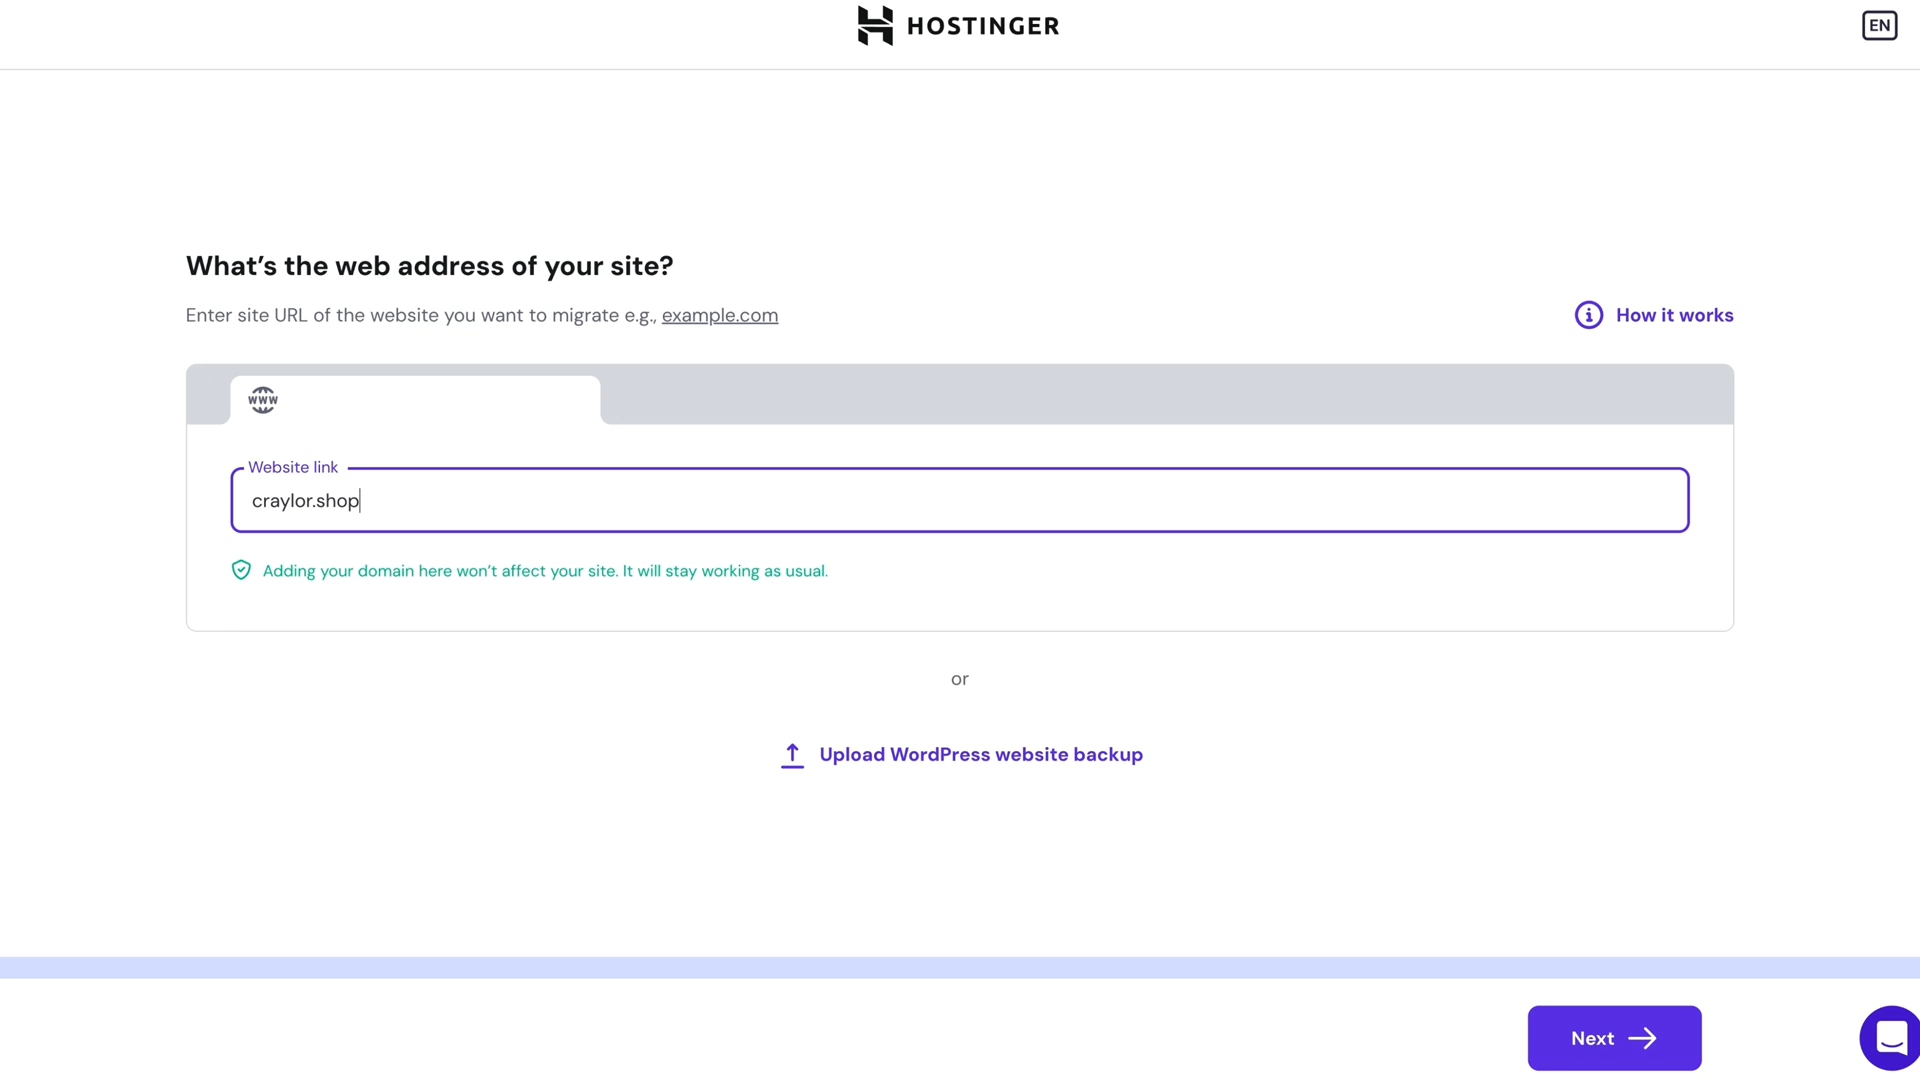 HOSTINGER
EN
What’s the web address of your site?
Enter site URL of the website you want to migrate e.g., example.com
How it works
www
Website link
craylor.shop
Adding your domain here won’t affect your site. It will stay working as usual.
or
Upload WordPress website backup
Next